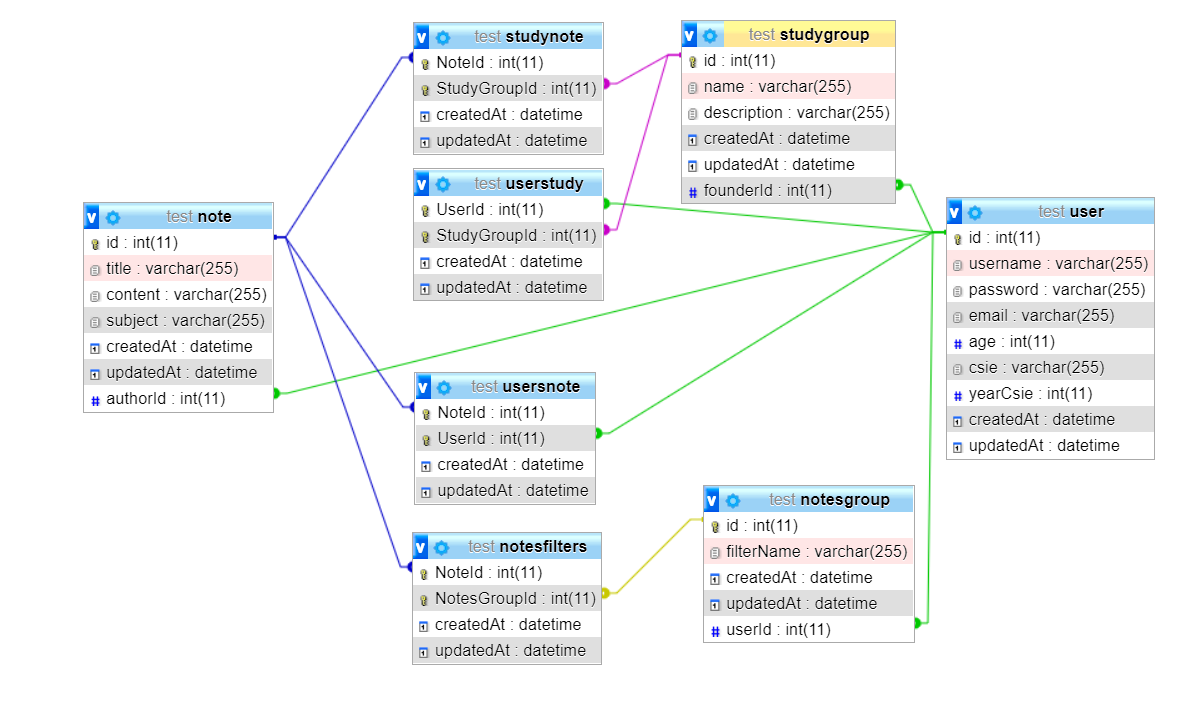 test studynote
NoteId : int(11)
StudyGroupId : int(11)
createdAt : datetime
updatedAt : datetime
test studygroup
id : int(11)
name : varchar(255)
description : varchar(255)
createdAt : datetime
updatedAt : datetime
founderId : int(11)
test userstudy
UserId : int(11)
StudyGroupId : int(11)
createdAt : datetime
updatedAt : datetime
test note
id : int(11)
title : varchar(255)
content : varchar(255)
subject : varchar(255)
createdAt : datetime
updatedAt : datetime
authorId : int(11)
test user
id : int(11)
username : varchar(255)
password : varchar(255)
email : varchar(255)
age : int(11)
csie : varchar(255)
yearCsie : int(11)
createdAt : datetime
updatedAt : datetime
test usersnote
NoteId : int(11)
UserId : int(11)
createdAt : datetime
updatedAt : datetime
test notesgroup
id : int(11)
filterName : varchar(255)
createdAt : datetime
updatedAt : datetime
userId : int(11)
test notesfilters
NoteId : int(11)
NotesGroupId : int(11)
createdAt : datetime
updatedAt : datetime